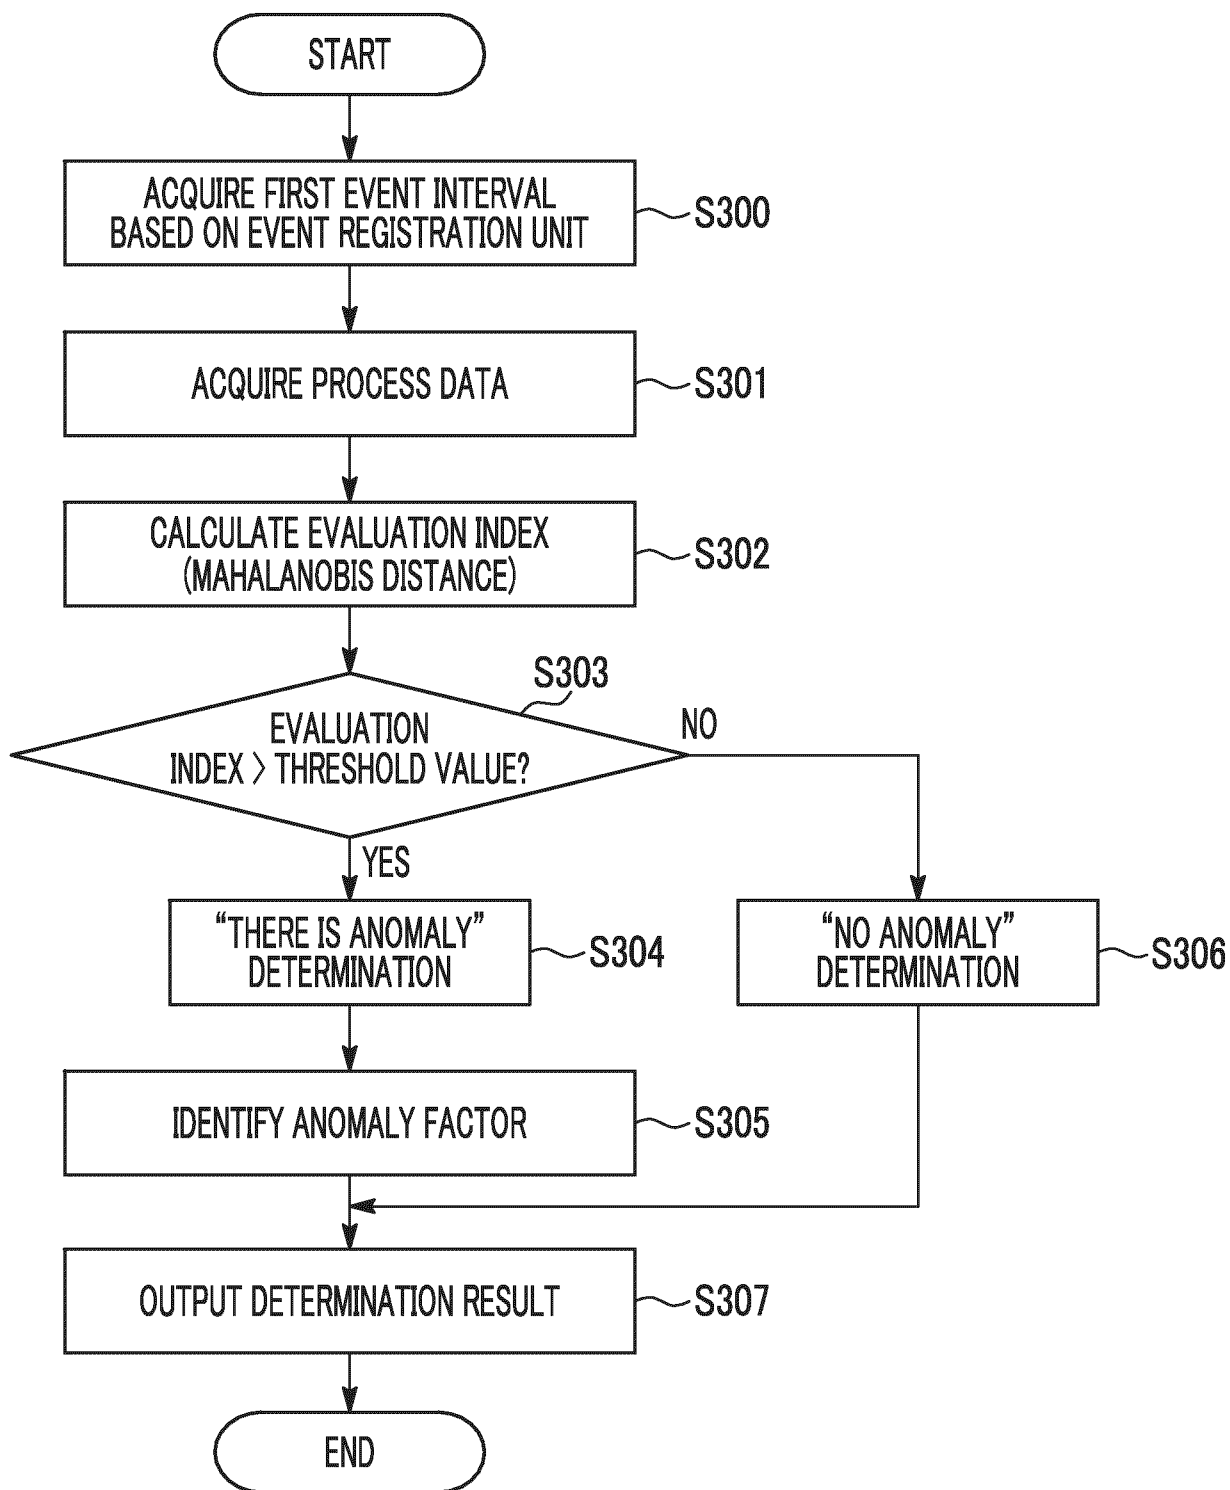 START
ACQUIRE FIRST EVENT INTERVAL
BASED ON EVENT REGISTRATION UNIT
S300
ACQUIRE PROCESS DATA
S301
CALCULATE EVALUATION INDEX
(MAHALANOBIS DISTANCE)
S302
S303
EVALUATION
INDEX > THRESHOLD VALUE?
NO
YES
“THERE IS ANOMALY”
DETERMINATION
S304
“NO ANOMALY”
DETERMINATION
S306
IDENTIFY ANOMALY FACTOR
S305
OUTPUT DETERMINATION RESULT
S307
END